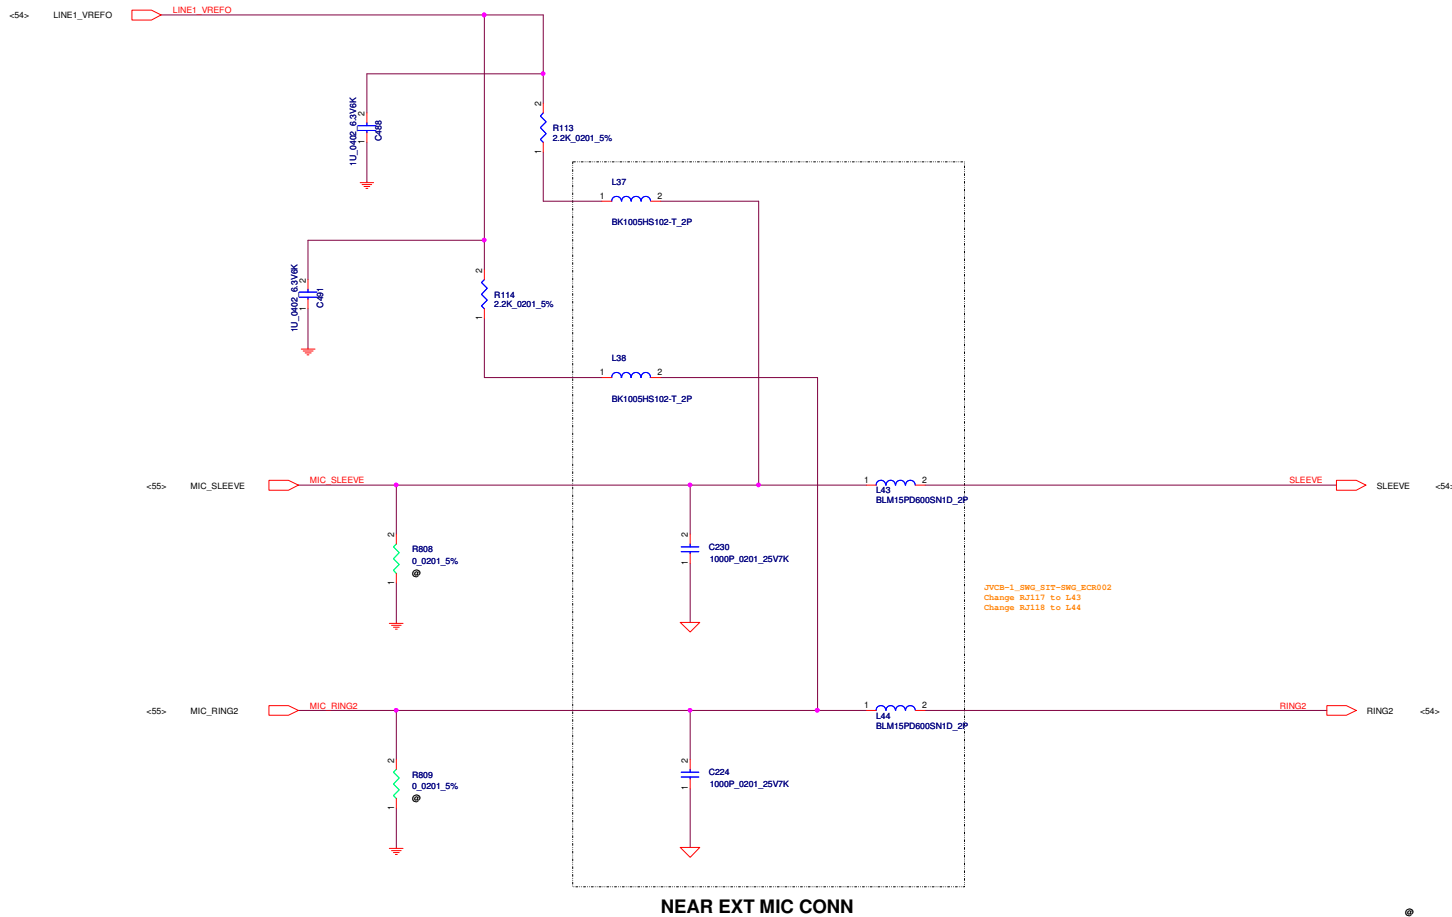 <54> LINE1_VREFO LINE1_VREFO
1U_0402_6.3V6K
2
1
C488
2
1
R113
2.2K_0201_5%
L37
1 2
BK1005HS102-T_2P
1U_0402_6.3V6K
2
1
C491
2
1
R114
2.2K_0201_5%
L38
1 2
BK1005HS102-T_2P
<55> MIC_SLEEVE MIC_SLEEVE
1 2
L43
BLM15PD600SN1D_2P
SLEEVE SLEEVE <54>
2
1
R808
0_0201_5%
@
2
1
C230
1000P_0201_25V7K
JVCB-1_SWG_SIT-SWG_ECR002
Change RJ117 to L43
Change RJ118 to L44
<55> MIC_RING2 MIC_RING2
1 2
L44
BLM15PD600SN1D_2P
RING2 RING2 <54>
2
1
R809
0_0201_5%
@
2
1
C224
1000P_0201_25V7K
NEAR EXT MIC CONN
@